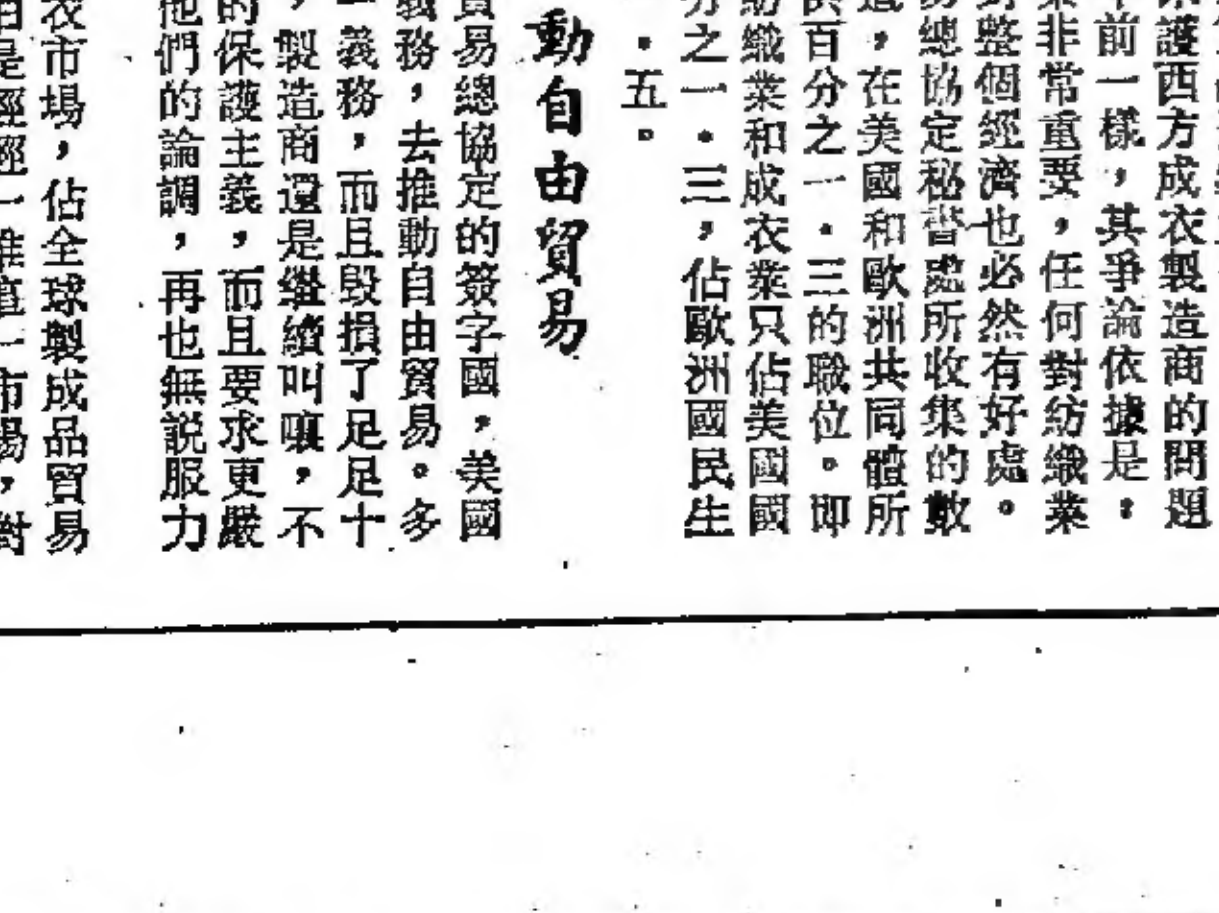 護西方成衣製造商的問題
前一樣，其爭論依據是，
非常重要，任何對紡織業
整個經濟也必然有好處。
總協定秘書處所收集的數
，在美國和歐洲共同體所
百分之一．三的職位。即
紡織業和成衣業只佔美國國
分之一．三，佔歐洲國民生
．五。
動自由貿易
貿易總協定的簽字國，美國
義務，去推動自由貿易。多
一義務，而且毀損了足足十
，製造商還是繼續叫嚷，不
的保護主義，而且要求更嚴
他們的論調，再也無説服力
衣市場，佔全球製成品貿易
一市場，對